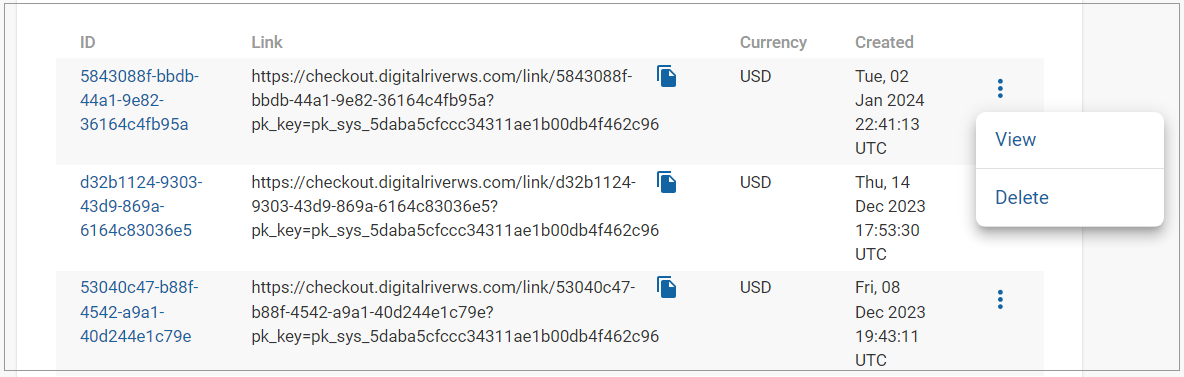 ID Link Currency Created
5843088f-bbdb- https://checkout.digitalriverws.com/link/5843088f- USD Tue, 02
44a1-9e82- bbdb-44a1-9e82-36164c4fb95a? Jan 2024
36164c4fb95a pk_key=pk_sys_5daba5cfccc34311ae1b00db4f462c96 22:41:13
UTC
View
d32b1124-9303- https://checkout.digitalriverws.com/link/d32b1124- USD Thu, 14
Delete
43d9-869a- 9303-43d9-869a-6164c83036e5? Dec 2023
6164c83036e5 pk_key=pk_sys_5daba5cfccc34311ae1b00db4f462c96 17:53:30
UTC
53040c47-b88f- https://checkout.digitalriverws.com/link/53040c47- USD Fri, 08
4542-a9a1- b88f-4542-a9a1-40d244e1c79e? Dec 2023
40d244e1c79e pk_key=pk_sys_5daba5cfccc34311ae1b00db4f462c96 19:43:11
UTC